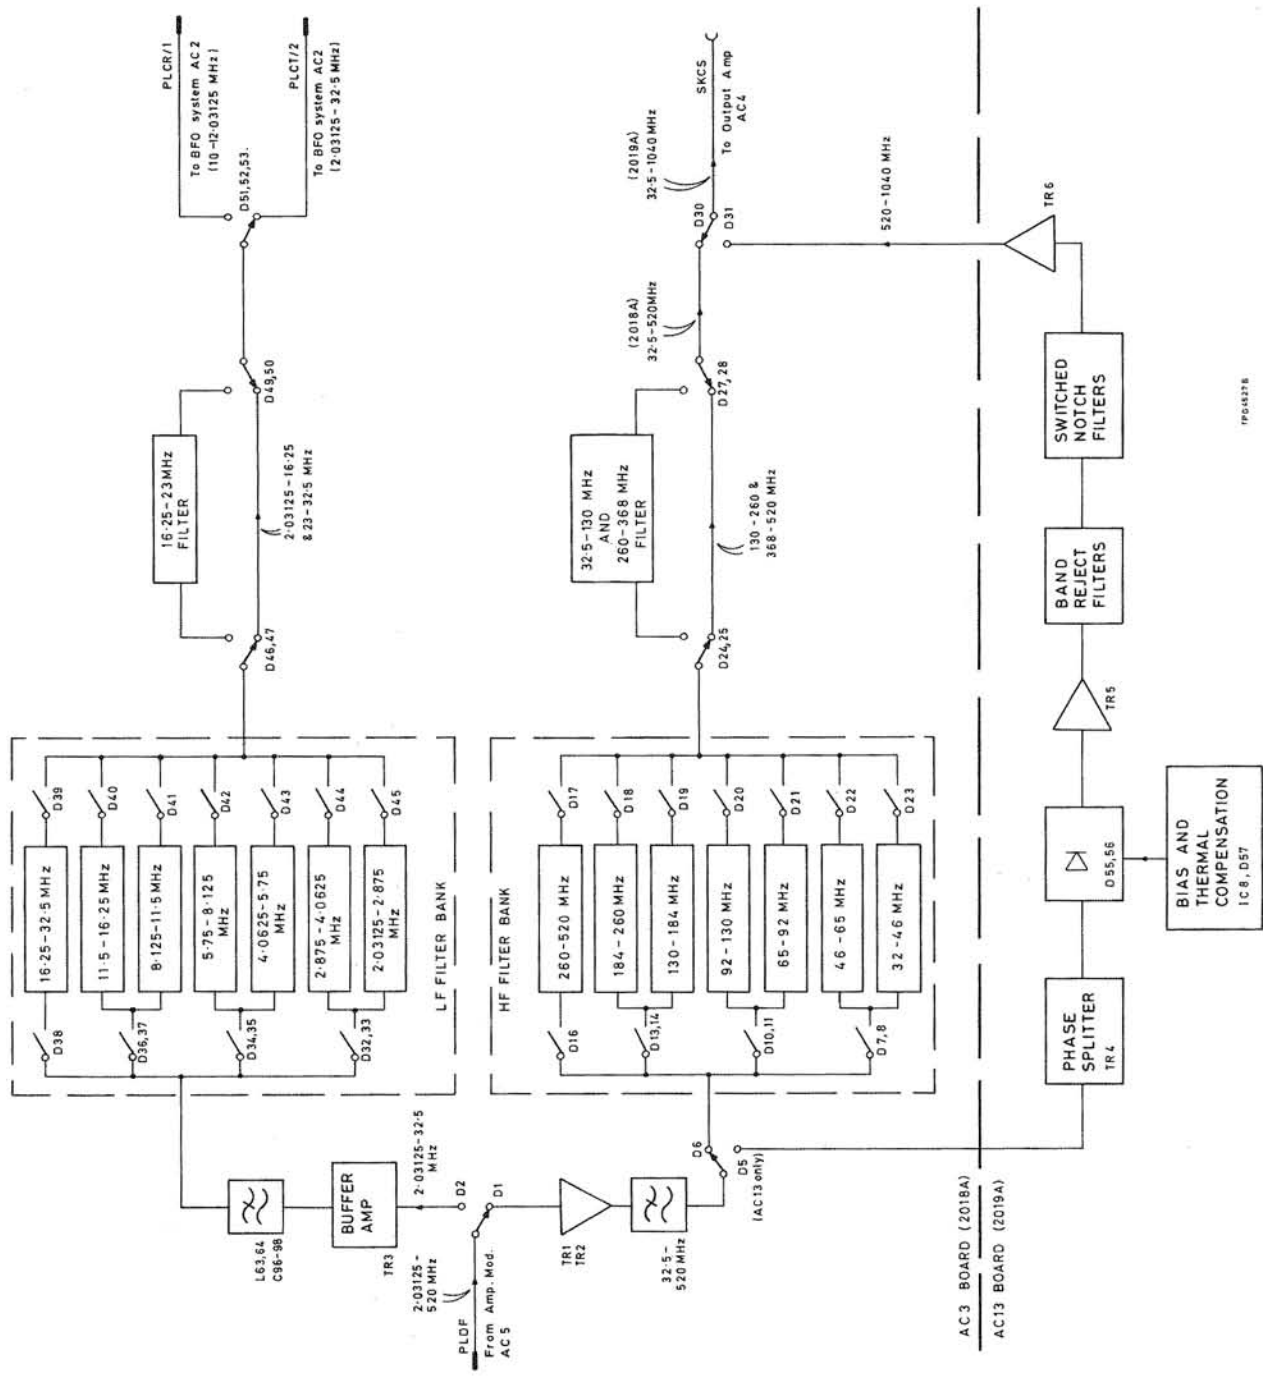 PLCR/1
To BFO system AC2
(10-12·03125 MHz)
PLCT/2
To BFO system AC2
(2·03125-32·5 MHz)
D51,52,53.
16·25-23MHz
FILTER
D49,50
D46,47
2·03125-16·25
& 23-32·5 MHz
SKCS
To Output Amp
AC4
(2019A)
32·5-1040MHz
D30
D31
(2018A)
32·5-520MHz
520-1040 MHz
D27,28
32·5-130 MHz
AND
260-368 MHz
FILTER
130-260 &
368-520 MHz
D24,25
TR6
SWITCHED
NOTCH
FILTERS
BAND
REJECT
FILTERS
TR5
TPD4527B
D39
D40
D41
D42
D43
D44
D45
16·25-32·5 MHz
11·5-16·25 MHz
8·125-11·5 MHz
5·75-8·125
MHz
4·0625-5·75
MHz
2·875-4·0625
MHz
2·03125-2·875
MHz
D38
D36,37
D34,35
D32,33
LF FILTER BANK
HF FILTER BANK
D17
D18
D19
D20
D21
D22
D23
260-520 MHz
184-260MHz
130-184 MHz
92-130 MHz
65-92 MHz
46-65 MHz
32-46 MHz
D16
D13,14
D10,11
D7,8
D55,56
BIAS AND
THERMAL
COMPENSATION
IC8, D57
PHASE
SPLITTER
TR4
L63,64
C96-98
BUFFER
AMP
TR3
2·03125-32·5
MHz
D2
D1
2·03125-
520 MHz
PLDF
From Amp. Mod.
AC5
TR1
TR2
32·5-
520 MHz
D6
D5
(AC13 only)
AC3 BOARD (2018A)
AC13 BOARD (2019A)